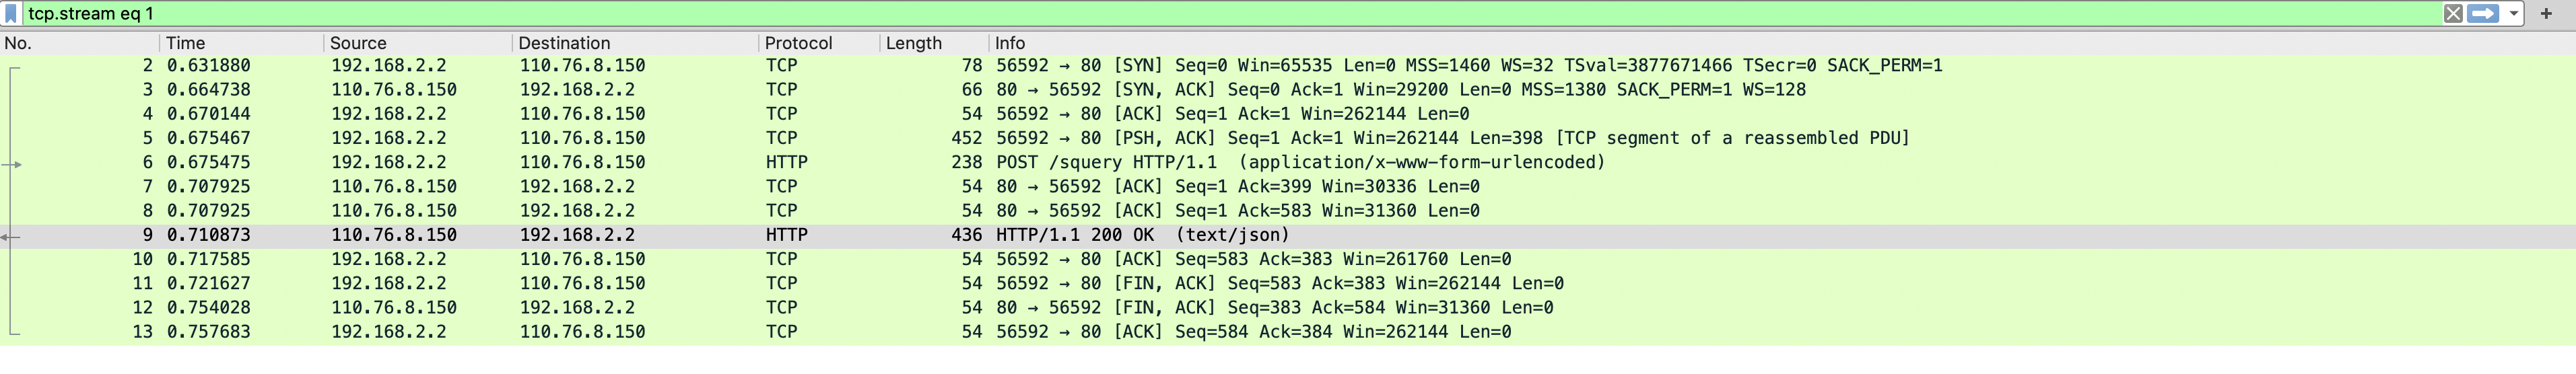 tcp.stream eq 1
No. Time Source Destination Protocol Length Info
2 0.631880 192.168.2.2 110.76.8.150 TCP 78 56592 → 80 [SYN] Seq=0 Win=65535 Len=0 MSS=1460 WS=32 TSval=3877671466 TSecr=0 SACK_PERM=1
3 0.664738 110.76.8.150 192.168.2.2 TCP 66 80 → 56592 [SYN, ACK] Seq=0 Ack=1 Win=29200 Len=0 MSS=1380 SACK_PERM=1 WS=128
4 0.670144 192.168.2.2 110.76.8.150 TCP 54 56592 → 80 [ACK] Seq=1 Ack=1 Win=262144 Len=0
5 0.675467 192.168.2.2 110.76.8.150 TCP 452 56592 → 80 [PSH, ACK] Seq=1 Ack=1 Win=262144 Len=398 [TCP segment of a reassembled PDU]
6 0.675475 192.168.2.2 110.76.8.150 HTTP 238 POST /squery HTTP/1.1 (application/x-www-form-urlencoded)
7 0.707925 110.76.8.150 192.168.2.2 TCP 54 80 → 56592 [ACK] Seq=1 Ack=399 Win=30336 Len=0
8 0.707925 110.76.8.150 192.168.2.2 TCP 54 80 → 56592 [ACK] Seq=1 Ack=583 Win=31360 Len=0
9 0.710873 110.76.8.150 192.168.2.2 HTTP 436 HTTP/1.1 200 OK (text/json)
10 0.717585 192.168.2.2 110.76.8.150 TCP 54 56592 → 80 [ACK] Seq=583 Ack=383 Win=261760 Len=0
11 0.721627 192.168.2.2 110.76.8.150 TCP 54 56592 → 80 [FIN, ACK] Seq=583 Ack=383 Win=262144 Len=0
12 0.754028 110.76.8.150 192.168.2.2 TCP 54 80 → 56592 [FIN, ACK] Seq=383 Ack=584 Win=31360 Len=0
13 0.757683 192.168.2.2 110.76.8.150 TCP 54 56592 → 80 [ACK] Seq=584 Ack=384 Win=262144 Len=0